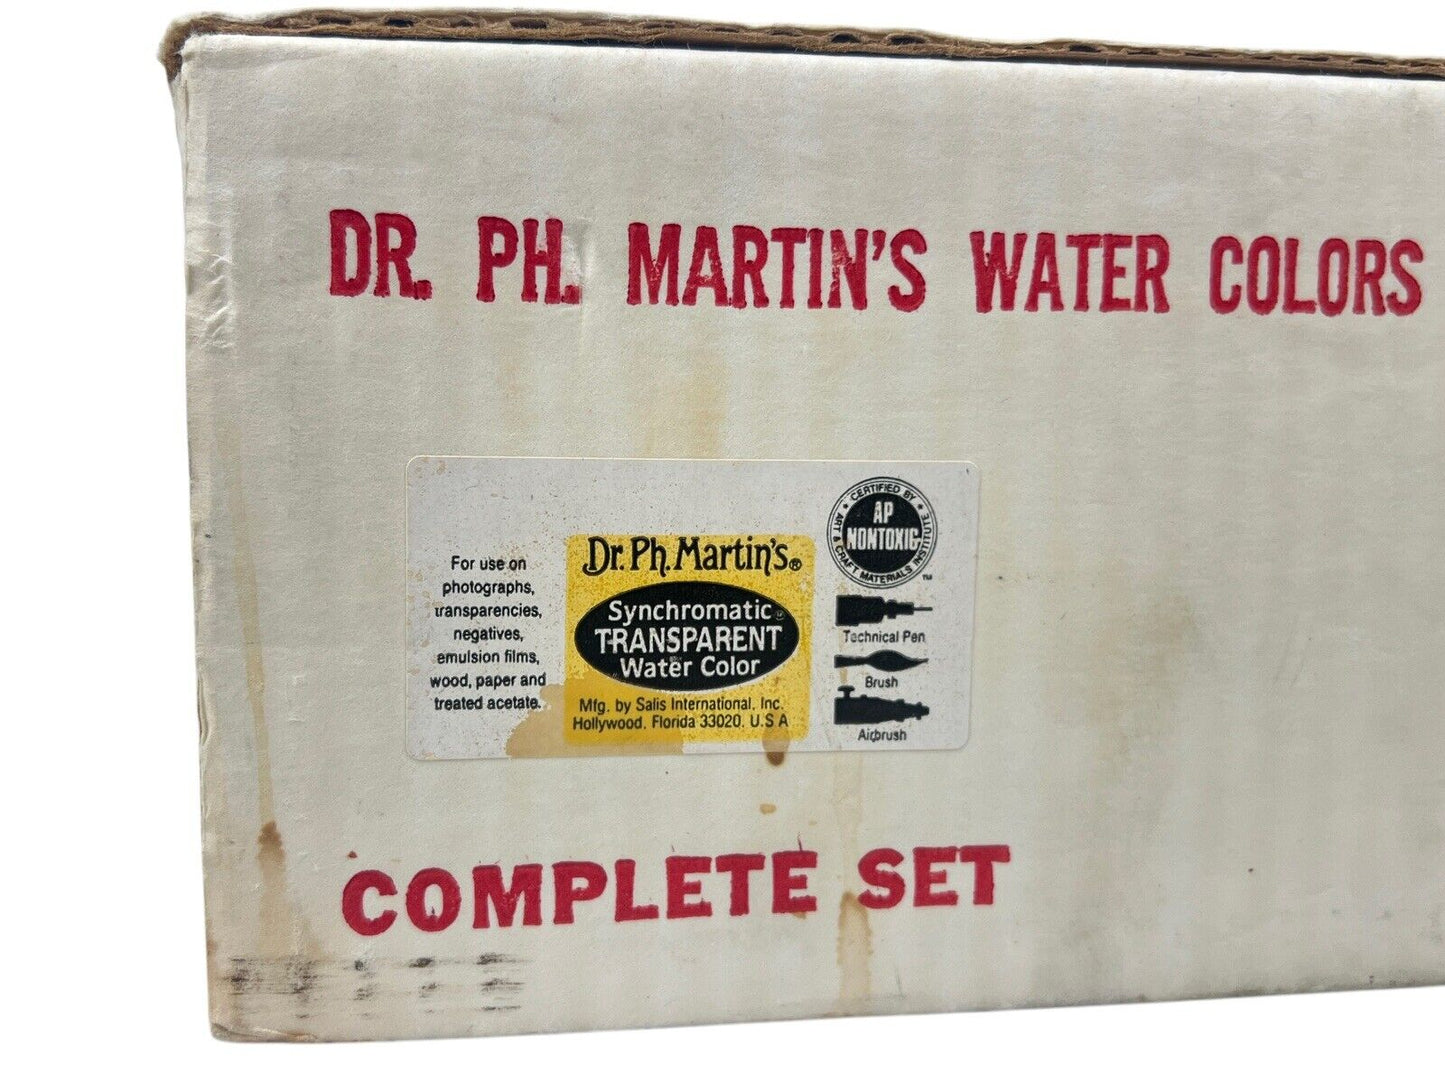 DR. PH. MARTIN'S WATER COLORS
For use on
photographs,
transparencies,
negatives,
emulsion films,
wood, paper and
treated acetate.
Dr. Ph. Martin's®
Synchromatic
TRANSPARENT
Water Color
Mfg. by Salis International, Inc.
Hollywood, Florida 33020, U.S.A
CERTIFIED BY
ART & CRAFT MATERIALS INSTITUTE
AP
NONTOXIC
TM
Technical Pen
Brush
Airbrush
COMPLETE SET